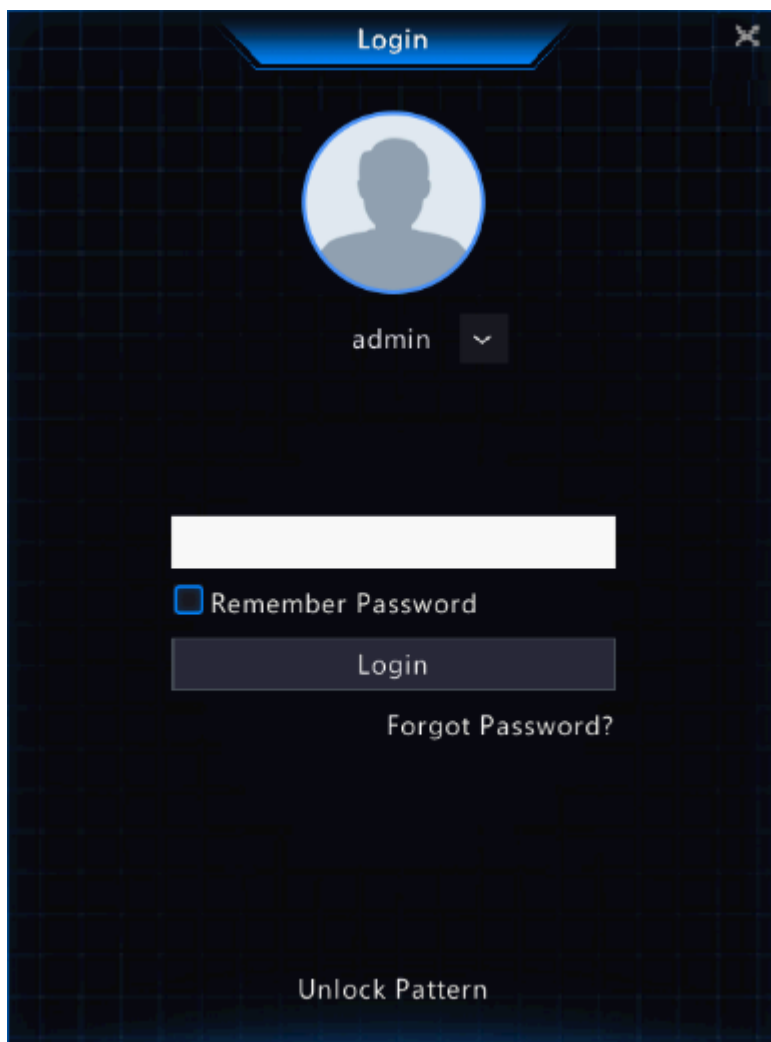 Login
admin
Remember Password
Login
Forgot Password?
Unlock Pattern